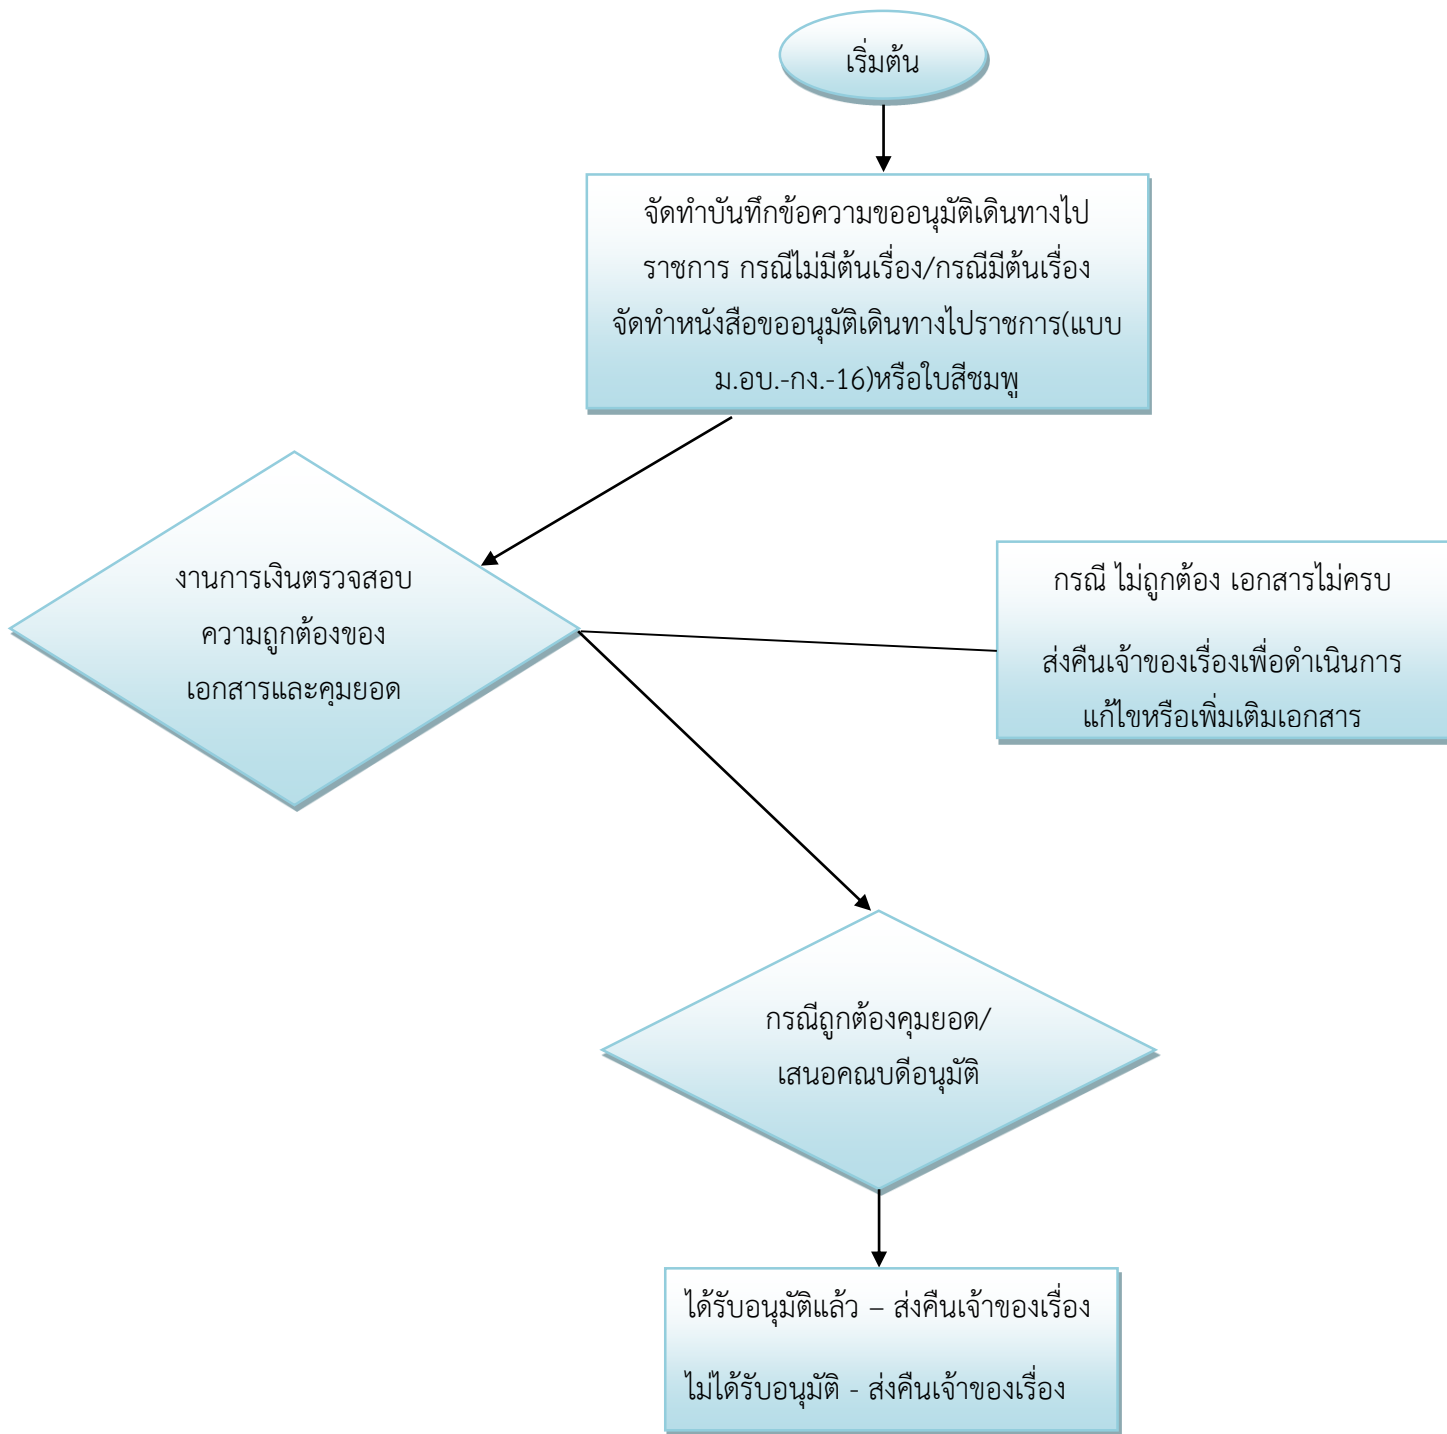 เริ่มต้น
จัดทำบันทึกข้อความขออนุมัติเดินทางไป
ราชการ กรณีไม่มีต้นเรื่อง/กรณีมีต้นเรื่อง
จัดทำหนังสือขออนุมัติเดินทางไปราชการ(แบบ
ม.อบ.-กง.-16)หรือใบสีชมพู
งานการเงินตรวจสอบ
ความถูกต้องของ
เอกสารและคุมยอด
กรณี ไม่ถูกต้อง เอกสารไม่ครบ
ส่งคืนเจ้าของเรื่องเพื่อดำเนินการ
แก้ไขหรือเพิ่มเติมเอกสาร
กรณีถูกต้องคุมยอด/
เสนอคณบดีอนุมัติ
ได้รับอนุมัติแล้ว – ส่งคืนเจ้าของเรื่อง
ไม่ได้รับอนุมัติ - ส่งคืนเจ้าของเรื่อง